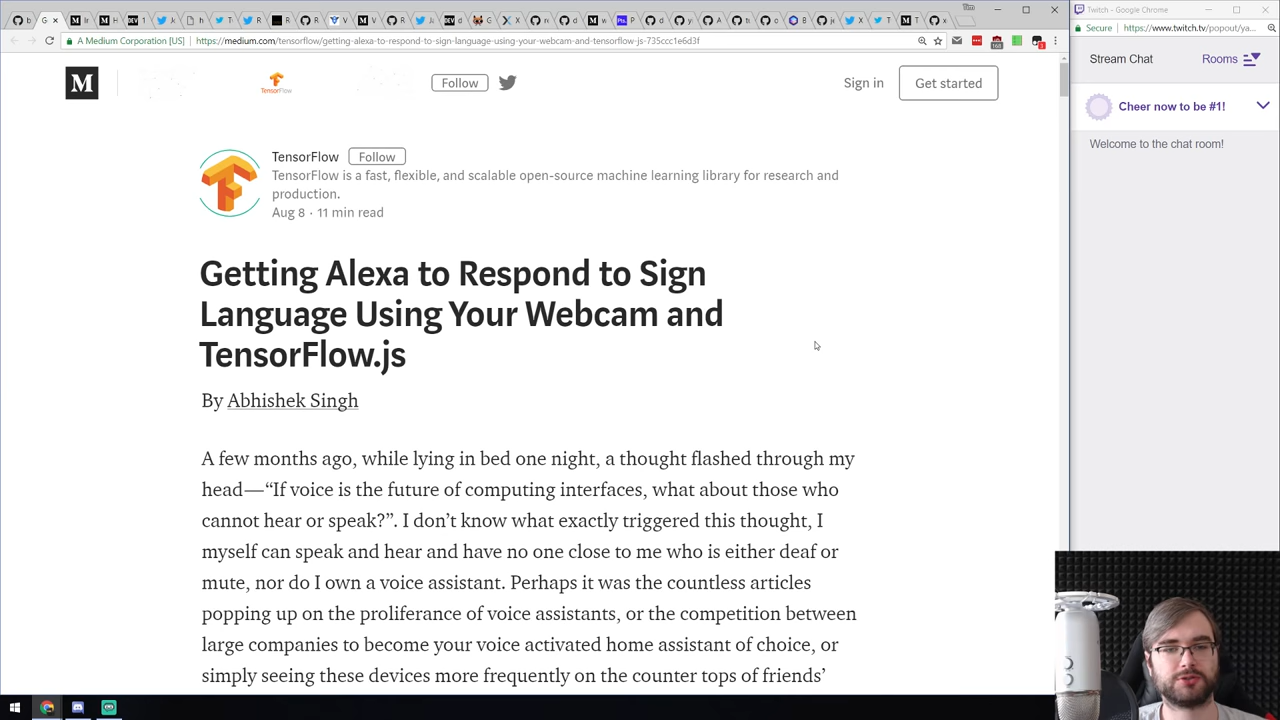 Tim
Twitch - Google Chrome
A Medium Corporation [US]
https://medium.com/tensorflow/getting-alexa-to-respond-to-sign-language-using-your-webcam-and-tensorflow-js-735ccc1e6d3f
Secure
https://www.twitch.tv/popout/ya...
M
TensorFlow
Follow
Sign in
Get started
Stream Chat
Rooms
Cheer now to be #1!
Welcome to the chat room!
TensorFlow Follow
TensorFlow is a fast, flexible, and scalable open-source machine learning library for research and
production.
Aug 8 · 11 min read
Getting Alexa to Respond to Sign
Language Using Your Webcam and
TensorFlow.js
By Abhishek Singh
A few months ago, while lying in bed one night, a thought flashed through my
head—“If voice is the future of computing interfaces, what about those who
cannot hear or speak?”. I don’t know what exactly triggered this thought, I
myself can speak and hear and have no one close to me who is either deaf or
mute, nor do I own a voice assistant. Perhaps it was the countless articles
popping up on the proliferance of voice assistants, or the competition between
large companies to become your voice activated home assistant of choice, or
simply seeing these devices more frequently on the counter tops of friends’